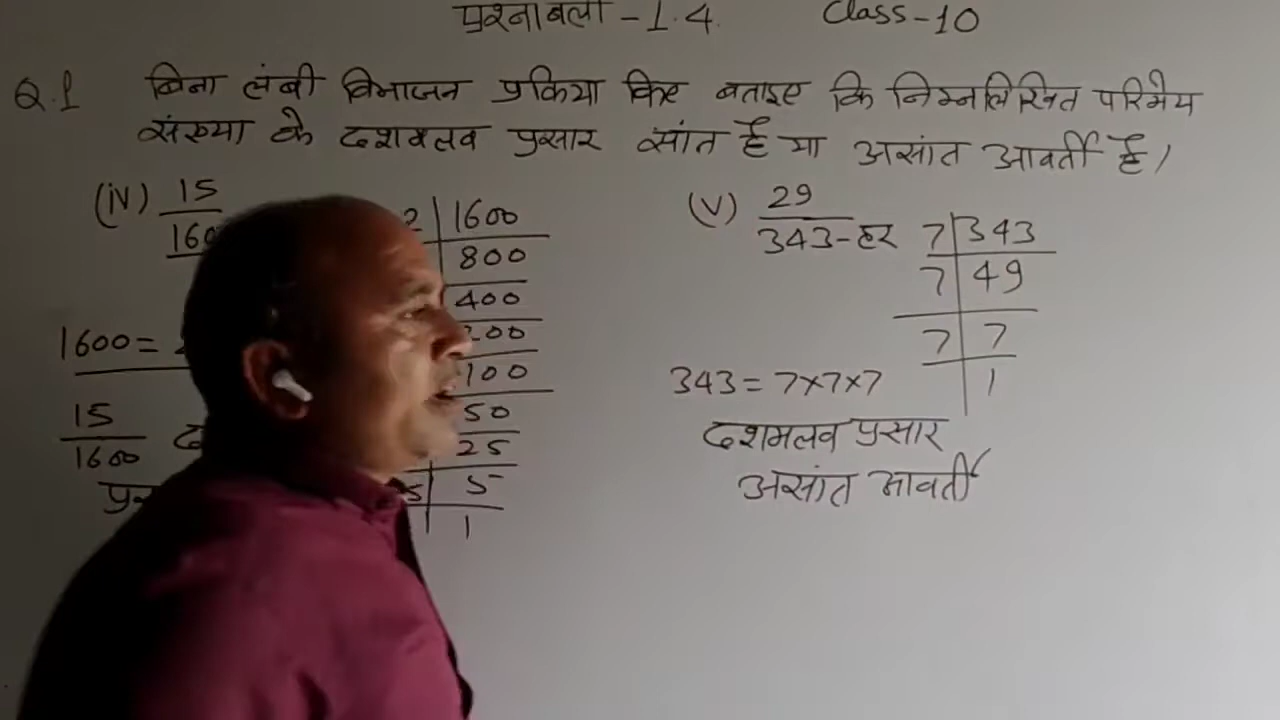 प्रश्नावली - 1.4. Class - 10
Q.1 बिना लंबी विभाजन प्रक्रिया किए बताइए कि निम्नलिखित परिमेय
संख्या के दशमलव प्रसार सांत है या असांत आवर्ती है।
(iv) 15
2 | 1600
800
400
200
100
50
25
5 | 5
1
1600 =
15
1600
(v) 29
343 - हर
7 | 343
7 | 49
7 | 7
1
343 = 7×7×7
दशमलव प्रसार
असांत आवर्ती